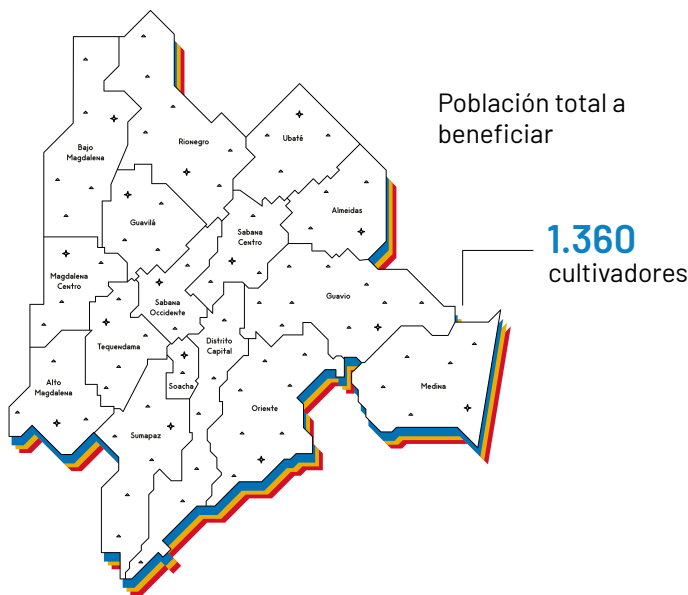 Población total a
beneficiar
1.360
cultivadores
Rionegro
Ubaté
Bajo
Magdalena
Almeidas
Guavilá
Sabana
Centro
Magdalena
Centro
Guavio
Sabana
Occidente
Tequendama
Distrito
Capital
Soacha
Alto
Magdalena
Medina
Oriente
Sumapaz